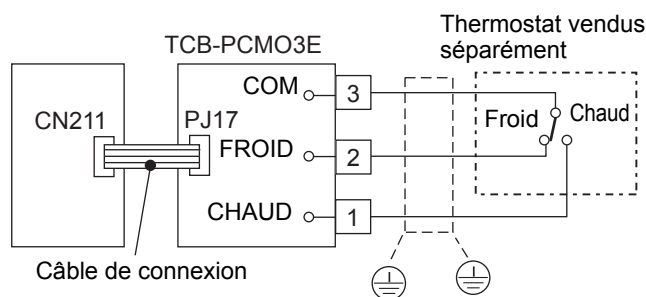 Thermostat vendus
séparément
TCB-PCMO3E
COM
3
CN211
PJ17
Froid
Chaud
FROID
2
CHAUD
1
Câble de connexion